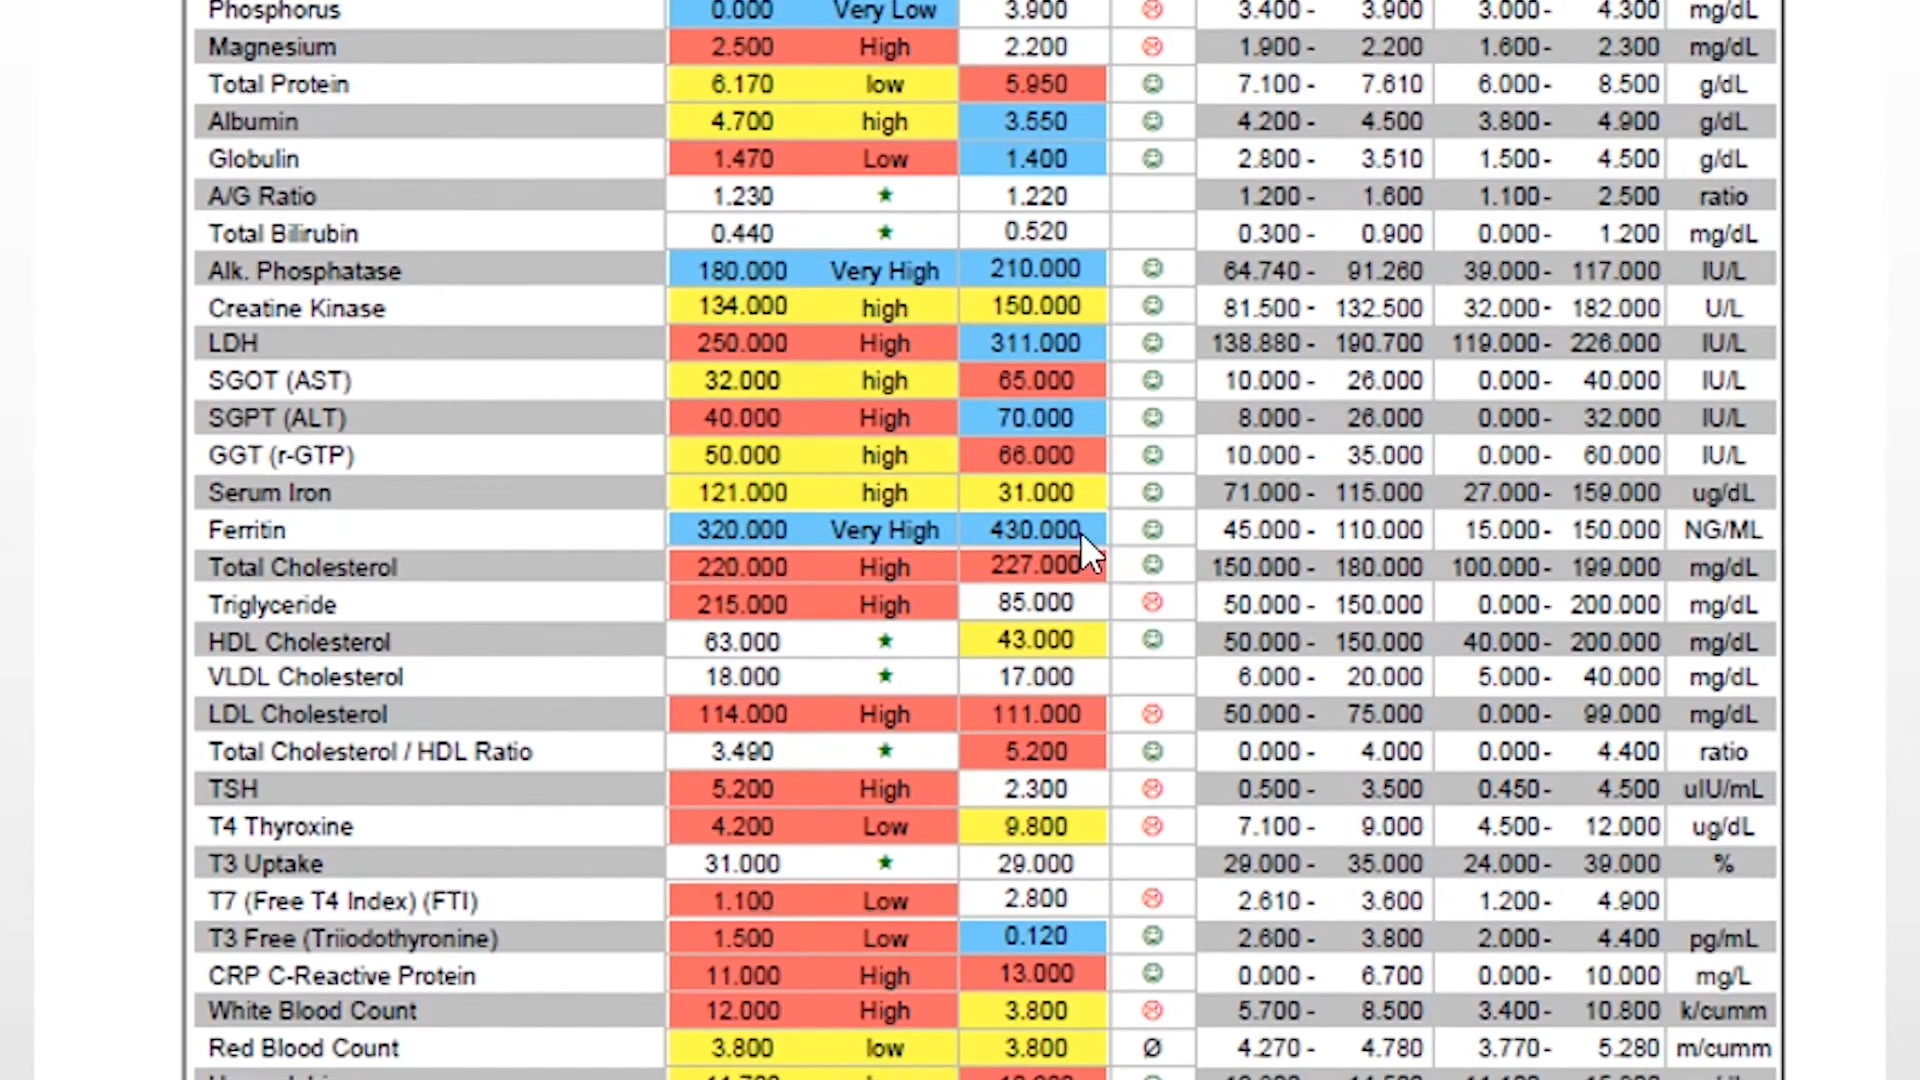 Phosphorus 0.000 Very Low 3.900 3.400 - 3.900 3.000 - 4.300 mg/dL
Magnesium 2.500 High 2.200 1.900 - 2.200 1.600- 2.300 mg/dL
Total Protein 6.170 low 5.950 7.100 - 7.610 6.000- 8.500 g/dL
Albumin 4.700 high 3.550 4.200 - 4.500 3.800- 4.900 g/dL
Globulin 1.470 Low 1.400 2.800 - 3.510 1.500- 4.500 g/dL
A/G Ratio 1.230 ★ 1.220 1.200 - 1.600 1.100- 2.500 ratio
Total Bilirubin 0.440 ★ 0.520 0.300 - 0.900 0.000- 1.200 mg/dL
Alk. Phosphatase 180.000 Very High 210.000 64.740 - 91.260 39.000- 117.000 IU/L
Creatine Kinase 134.000 high 150.000 81.500 - 132.500 32.000- 182.000 U/L
LDH 250.000 High 311.000 138.880 - 190.700 119.000- 226.000 IU/L
SGOT (AST) 32.000 high 65.000 10.000 - 26.000 0.000- 40.000 IU/L
SGPT (ALT) 40.000 High 70.000 8.000 - 26.000 0.000- 32.000 IU/L
GGT (r-GTP) 50.000 high 66.000 10.000 - 35.000 0.000- 60.000 IU/L
Serum Iron 121.000 high 31.000 71.000 - 115.000 27.000- 159.000 ug/dL
Ferritin 320.000 Very High 430.000 45.000 - 110.000 15.000- 150.000 NG/ML
Total Cholesterol 220.000 High 227.000 150.000 - 180.000 100.000- 199.000 mg/dL
Triglyceride 215.000 High 85.000 50.000 - 150.000 0.000- 200.000 mg/dL
HDL Cholesterol 63.000 ★ 43.000 50.000 - 150.000 40.000- 200.000 mg/dL
VLDL Cholesterol 18.000 ★ 17.000 6.000 - 20.000 5.000- 40.000 mg/dL
LDL Cholesterol 114.000 High 111.000 50.000 - 75.000 0.000- 99.000 mg/dL
Total Cholesterol / HDL Ratio 3.490 ★ 5.200 0.000 - 4.000 0.000- 4.400 ratio
TSH 5.200 High 2.300 0.500 - 3.500 0.450- 4.500 uIU/mL
T4 Thyroxine 4.200 Low 9.800 7.100 - 9.000 4.500- 12.000 ug/dL
T3 Uptake 31.000 ★ 29.000 29.000 - 35.000 24.000- 39.000 %
T7 (Free T4 Index) (FTI) 1.100 Low 2.800 2.610 - 3.600 1.200- 4.900
T3 Free (Triiodothyronine) 1.500 Low 0.120 2.600 - 3.800 2.000- 4.400 pg/mL
CRP C-Reactive Protein 11.000 High 13.000 0.000 - 6.700 0.000- 10.000 mg/L
White Blood Count 12.000 High 3.800 5.700 - 8.500 3.400- 10.800 k/cumm
Red Blood Count 3.800 low 3.800 Ø 4.270 - 4.780 3.770- 5.280 m/cumm